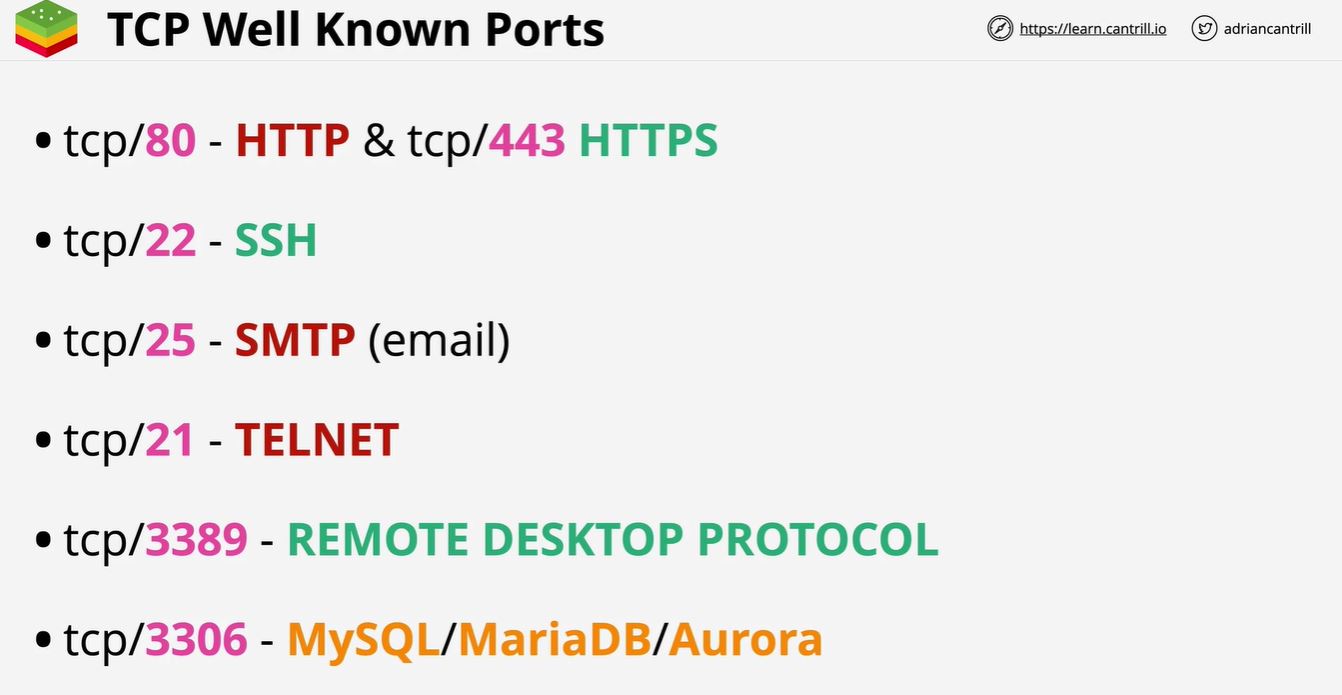 TCP Well Known Ports
https://learn.cantrill.io
adriancantrill
• tcp/80 - HTTP & tcp/443 HTTPS
• tcp/22 - SSH
• tcp/25 - SMTP (email)
• tcp/21 - TELNET
• tcp/3389 - REMOTE DESKTOP PROTOCOL
• tcp/3306 - MySQL/MariaDB/Aurora